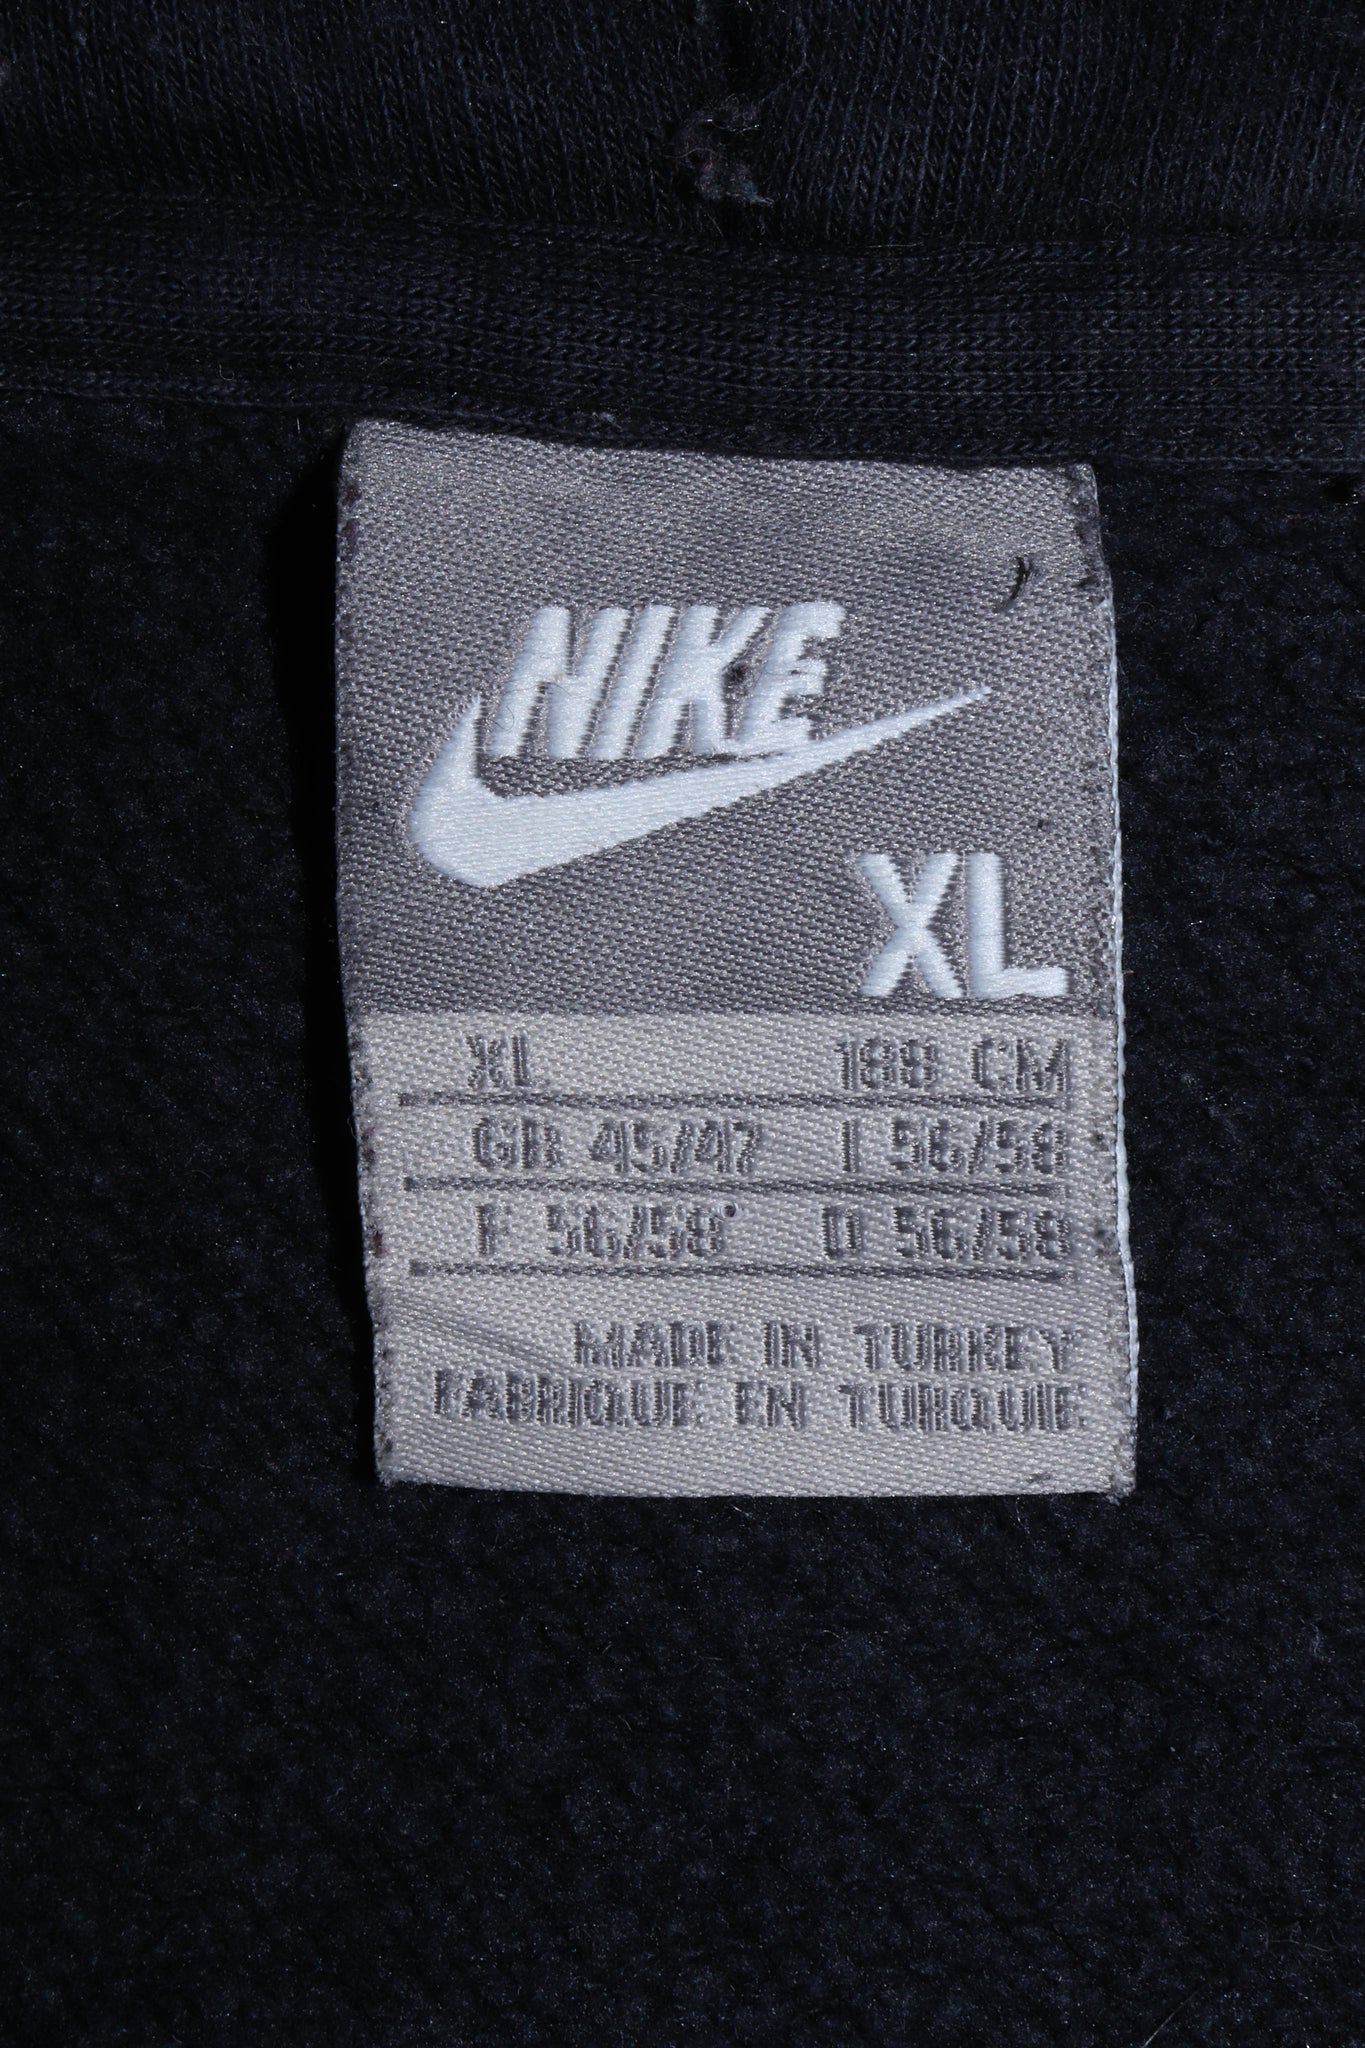 NIKE
XL
XL 188 CM
GR 45/47 I 56/58
F 56/58 D 56/58
MADE IN TURKEY
FABRIQUE EN TURQUIE